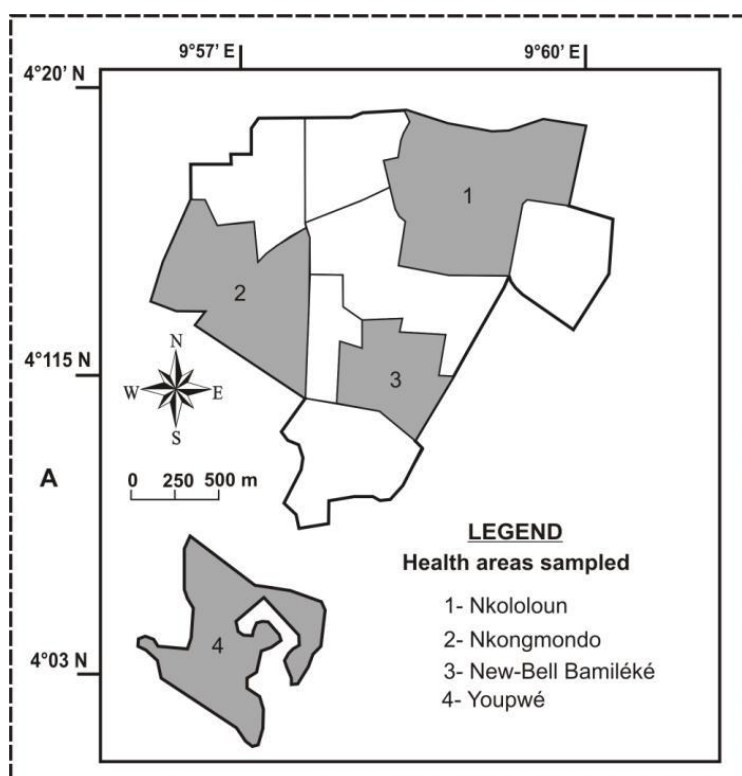 9°57’ E 9°60’ E
4°20’ N
1
2
N
4°115 N
W E
3
S
0 250 500 m
A
LEGEND
Health areas sampled
1- Nkololoun
2- Nkongmondo
4
3- New-Bell Bamiléké
4°03 N
4- Youpwé